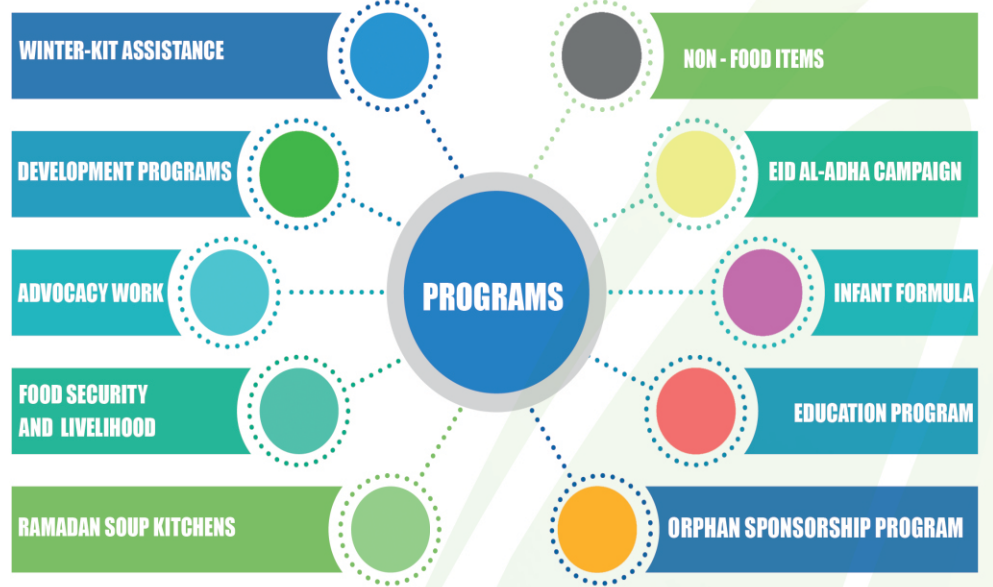 WINTER-KIT ASSISTANCE
DEVELOPMENT PROGRAMS
ADVOCACY WORK
FOOD SECURITY
AND LIVELIHOOD
RAMADAN SOUP KITCHENS
PROGRAMS
NON - FOOD ITEMS
EID AL-ADHA CAMPAIGN
INFANT FORMULA
EDUCATION PROGRAM
ORPHAN SPONSORSHIP PROGRAM